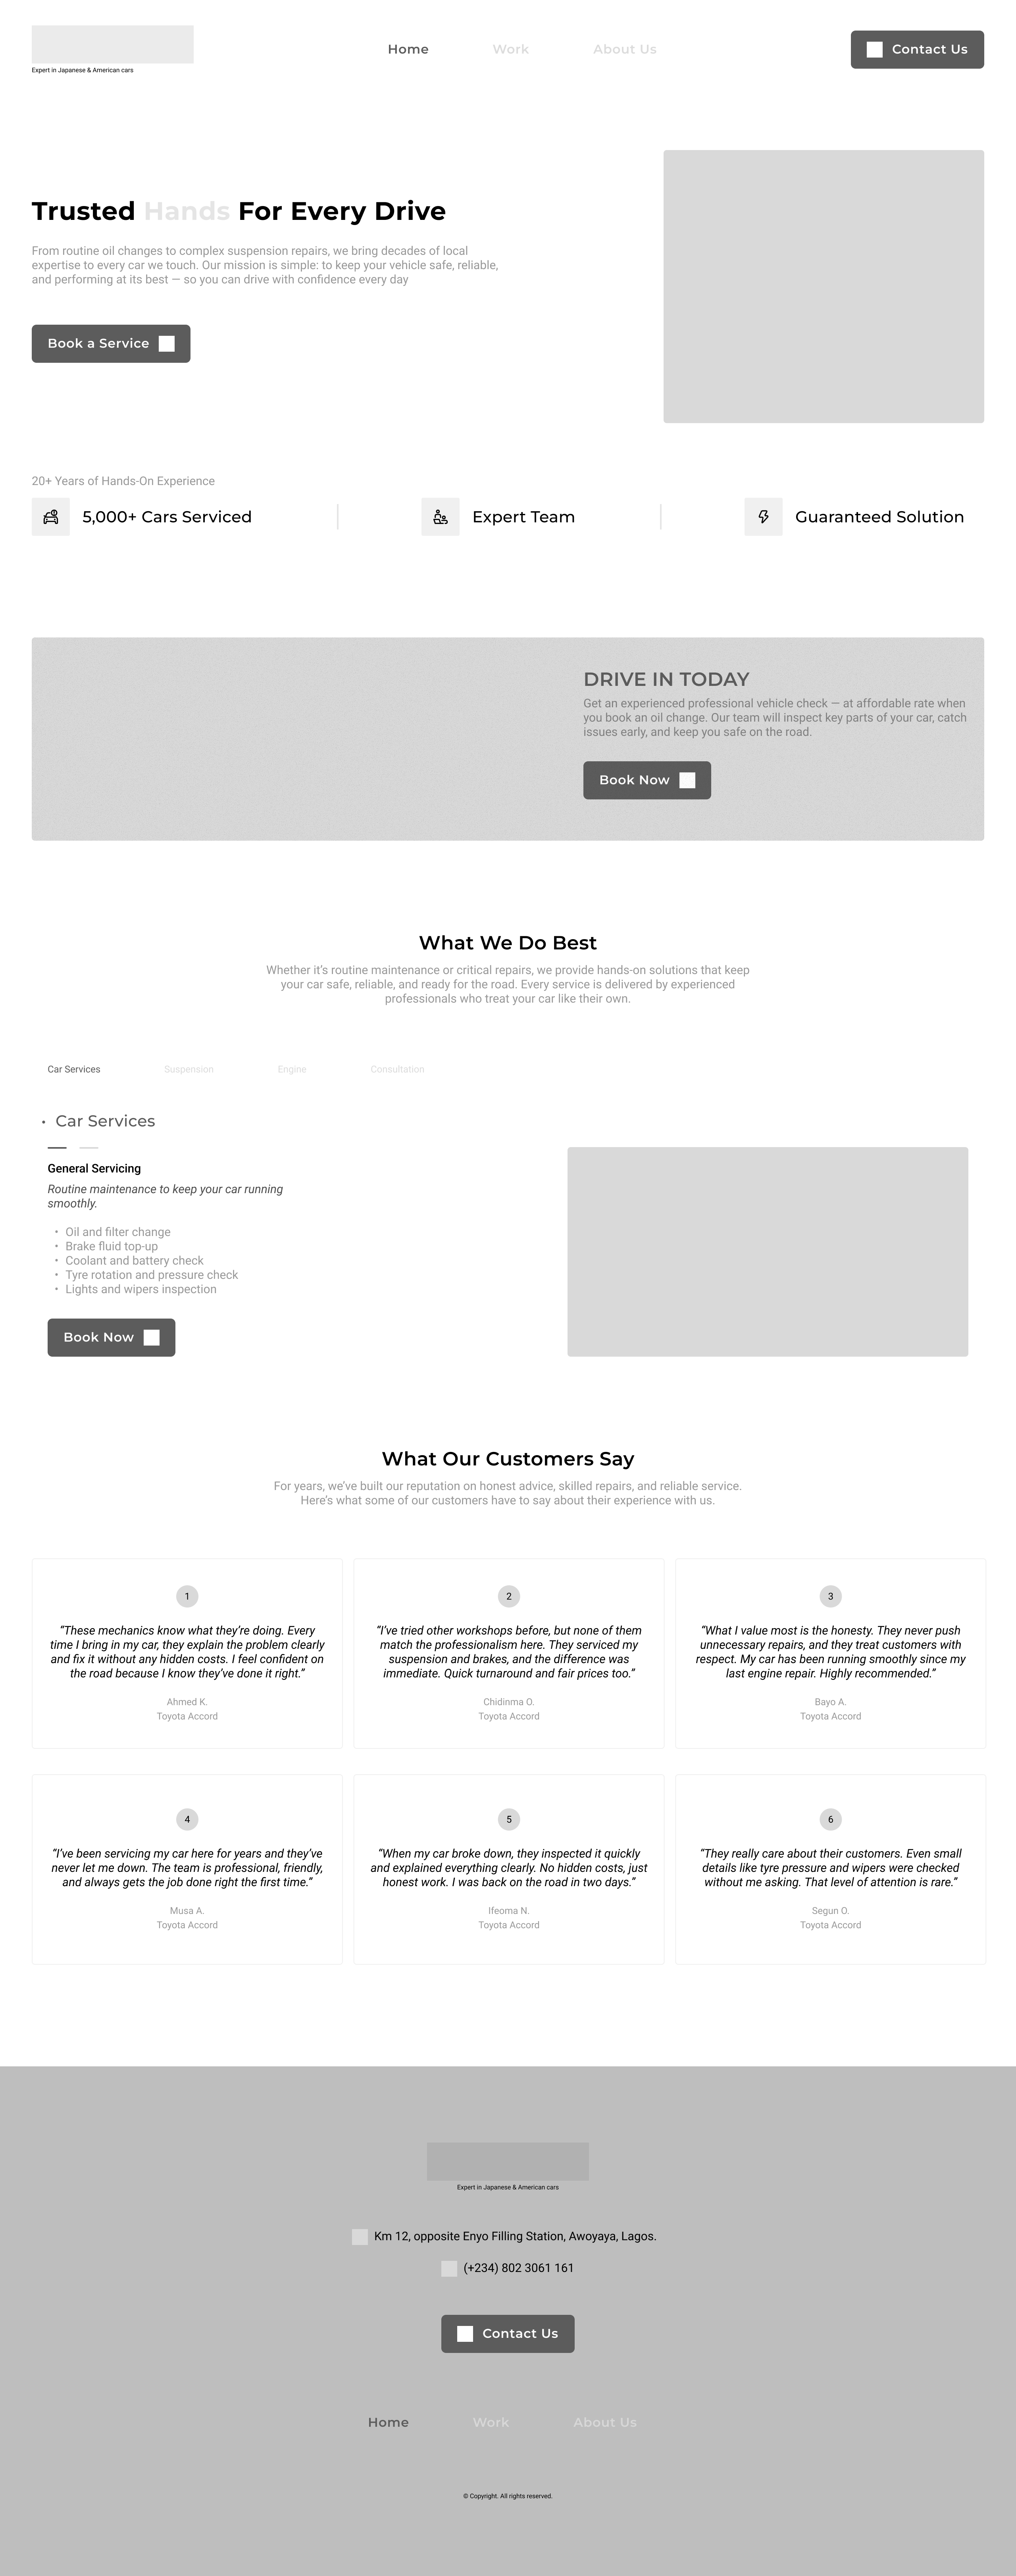 Expert in Japanese & American cars
Home
Work
About Us
Contact Us
Trusted Hands For Every Drive
From routine oil changes to complex suspension repairs, we bring decades of local
expertise to every car we touch. Our mission is simple: to keep your vehicle safe, reliable,
and performing at its best — so you can drive with confidence every day
Book a Service
20+ Years of Hands-On Experience
5,000+ Cars Serviced
Expert Team
Guaranteed Solution
DRIVE IN TODAY
Get an experienced professional vehicle check — at affordable rate when
you book an oil change. Our team will inspect key parts of your car, catch
issues early, and keep you safe on the road.
Book Now
What We Do Best
Whether it’s routine maintenance or critical repairs, we provide hands-on solutions that keep
your car safe, reliable, and ready for the road. Every service is delivered by experienced
professionals who treat your car like their own.
Car Services
Suspension
Engine
Consultation
• Car Services
General Servicing
Routine maintenance to keep your car running
smoothly.
• Oil and filter change
• Brake fluid top-up
• Coolant and battery check
• Tyre rotation and pressure check
• Lights and wipers inspection
Book Now
What Our Customers Say
For years, we’ve built our reputation on honest advice, skilled repairs, and reliable service.
Here’s what some of our customers have to say about their experience with us.
1
“These mechanics know what they’re doing. Every
time I bring in my car, they explain the problem clearly
and fix it without any hidden costs. I feel confident on
the road because I know they’ve done it right.”
Ahmed K.
Toyota Accord
2
“I’ve tried other workshops before, but none of them
match the professionalism here. They serviced my
suspension and brakes, and the difference was
immediate. Quick turnaround and fair prices too.”
Chidinma O.
Toyota Accord
3
“What I value most is the honesty. They never push
unnecessary repairs, and they treat customers with
respect. My car has been running smoothly since my
last engine repair. Highly recommended.”
Bayo A.
Toyota Accord
4
“I’ve been servicing my car here for years and they’ve
never let me down. The team is professional, friendly,
and always gets the job done right the first time.”
Musa A.
Toyota Accord
5
“When my car broke down, they inspected it quickly
and explained everything clearly. No hidden costs, just
honest work. I was back on the road in two days.”
Ifeoma N.
Toyota Accord
6
“They really care about their customers. Even small
details like tyre pressure and wipers were checked
without me asking. That level of attention is rare.”
Segun O.
Toyota Accord
Expert in Japanese & American cars
Km 12, opposite Enyo Filling Station, Awoyaya, Lagos.
(+234) 802 3061 161
Contact Us
Home
Work
About Us
© Copyright. All rights reserved.